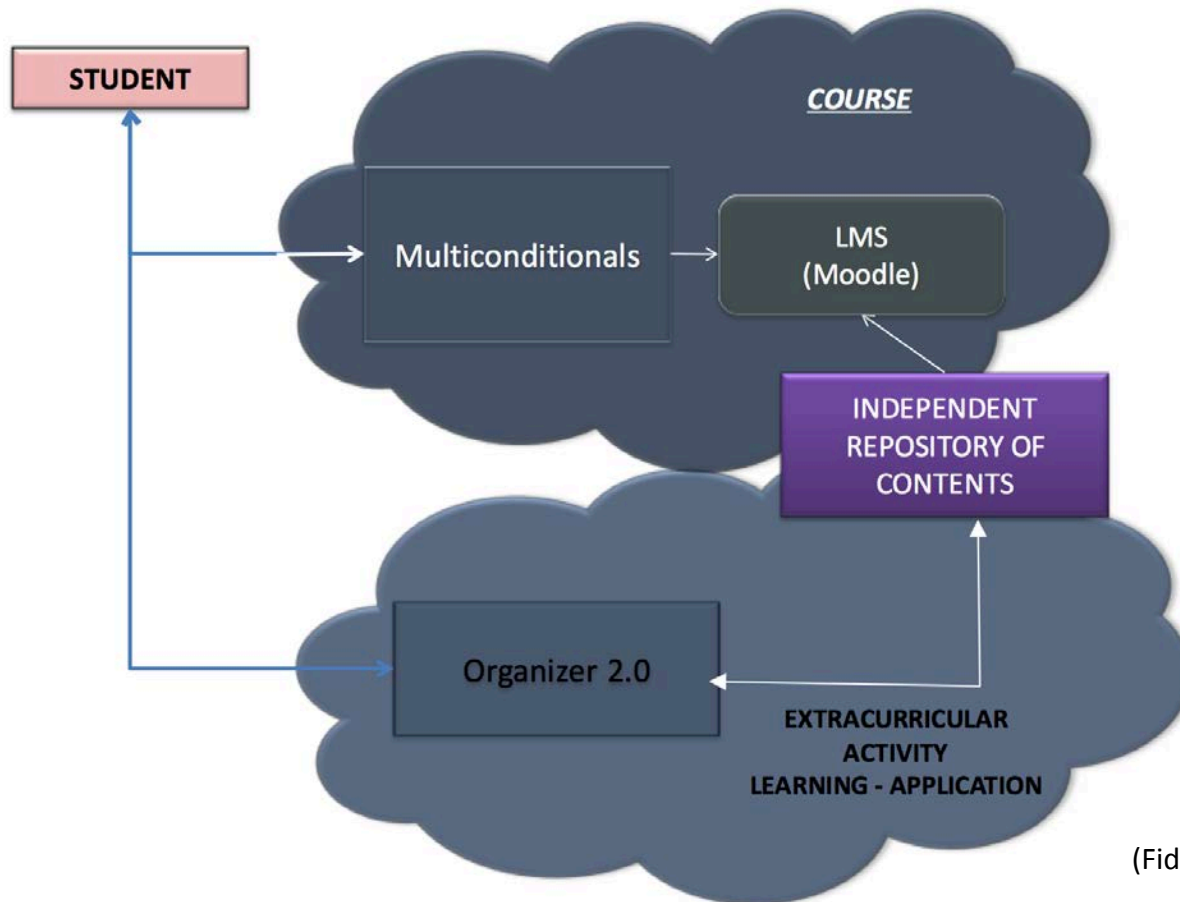 STUDENT
COURSE
Multiconditionals
LMS
(Moodle)
INDEPENDENT
REPOSITORY OF
CONTENTS
Organizer 2.0
EXTRACURRICULAR
ACTIVITY
LEARNING - APPLICATION
(Fid